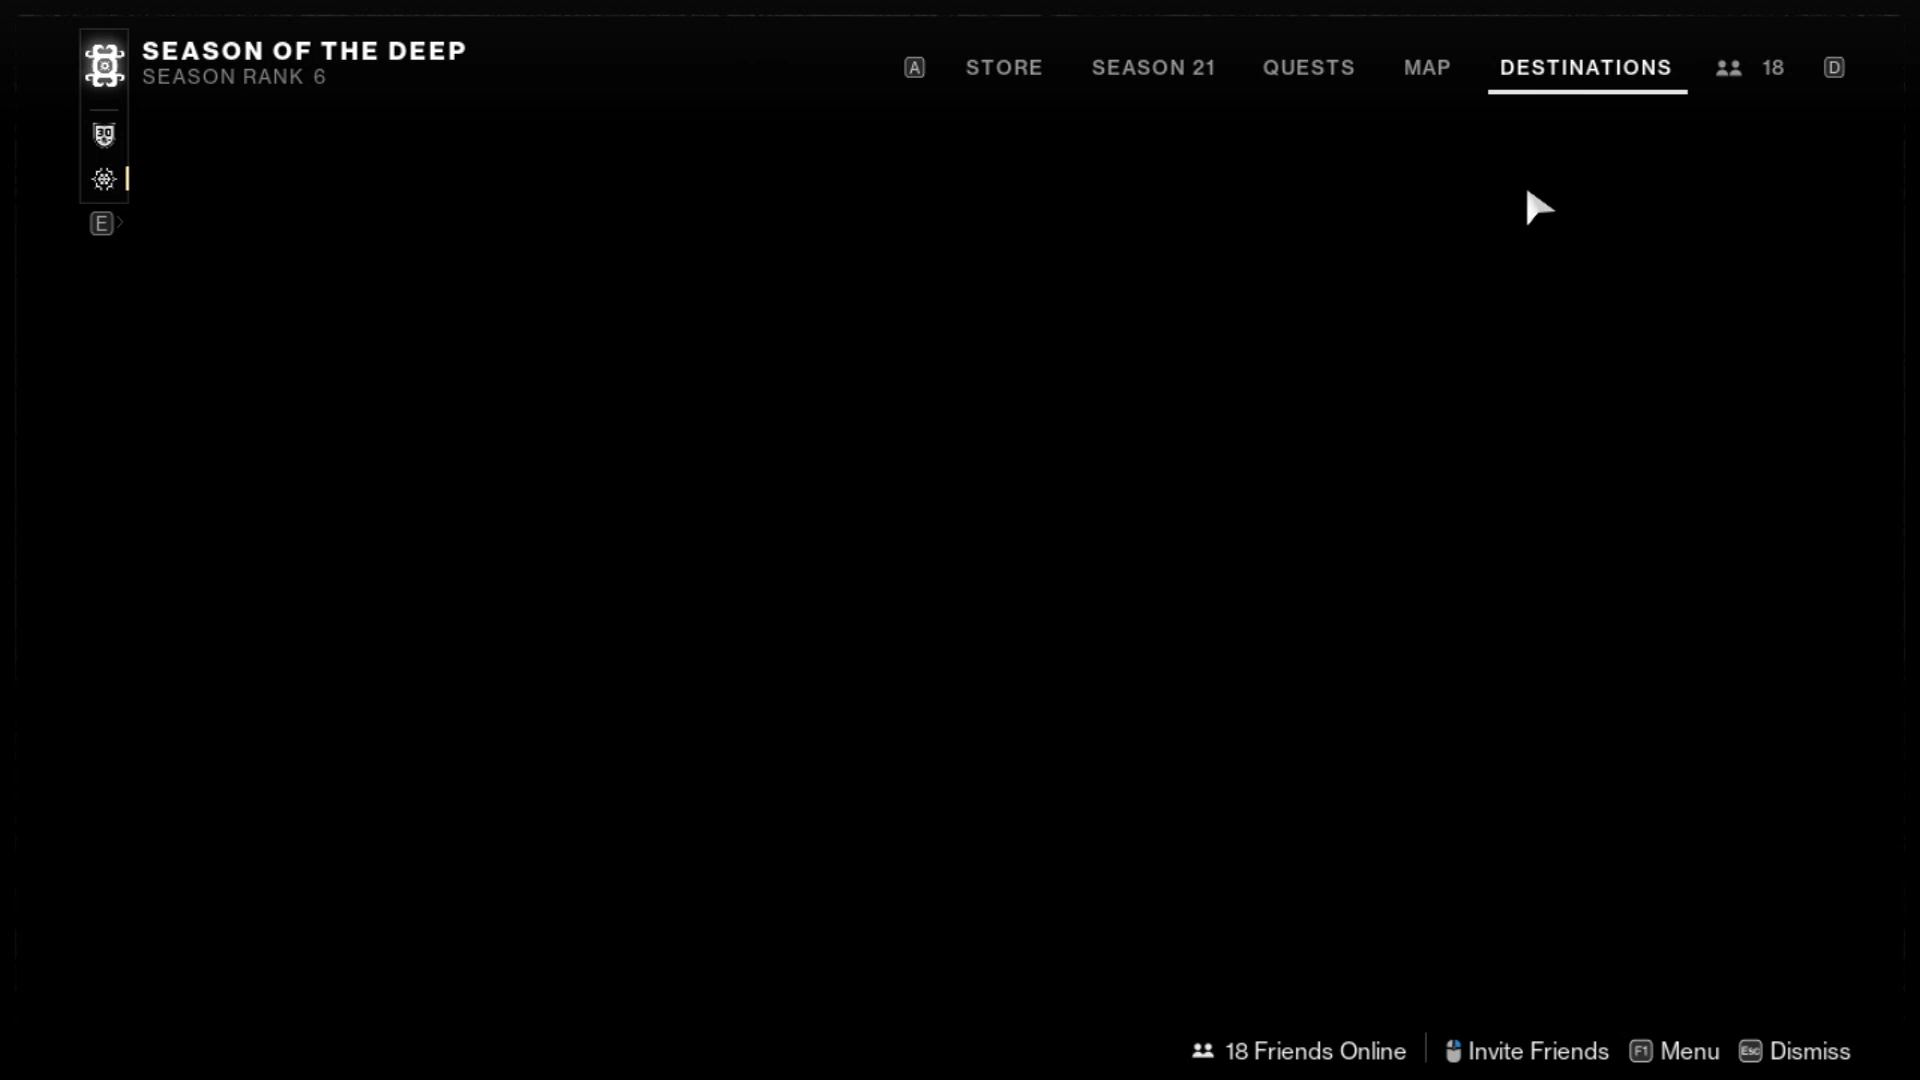 SEASON OF THE DEEP
SEASON RANK 6
A STORE SEASON 21 QUESTS MAP DESTINATIONS 18 D
30
E
18 Friends Online Invite Friends F1 Menu Esc Dismiss